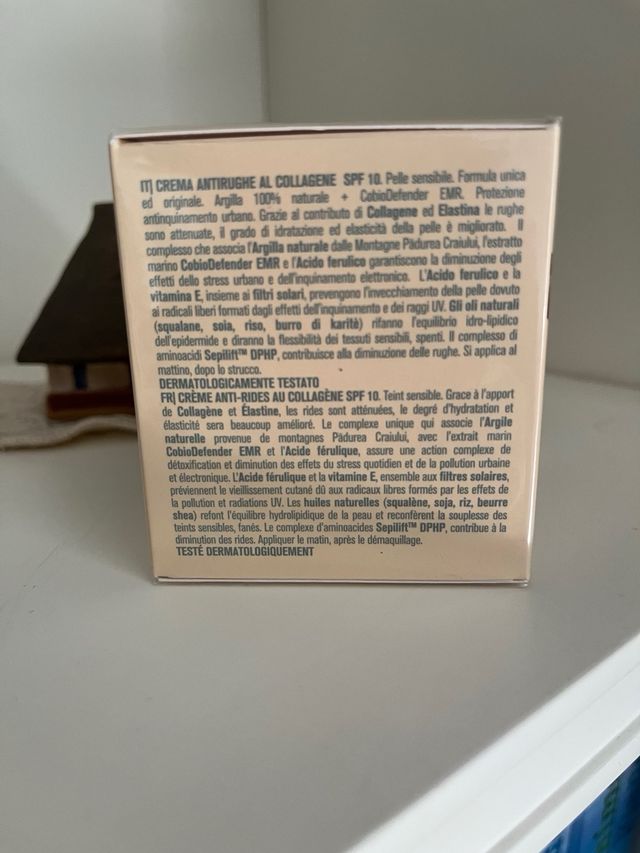 IT| CREMA ANTIRUGHE AL COLLAGENE SPF 10. Pelle sensibile. Formula unica
ed originale. Argilla 100% naturale + CobioDefender EMR. Protezione
antinquinamento urbano. Grazie al contributo di Collagene ed Elastina le rughe
sono attenuate, il grado di idratazione ed elasticità della pelle è migliorato. Il
complesso che associa l'Argilla naturale dalle Montagne Pădurea Craiului, l'estratto
marino CobioDefender EMR e l'Acido ferulico garantiscono la diminuzione degli
effetti dello stress urbano e dell'inquinamento elettronico. L'Acido ferulico e la
vitamina E, insieme ai filtri solari, prevengono l'invecchiamento della pelle dovuto
ai radicali liberi formati dagli effetti dell'inquinamento e dei raggi UV. Gli oli naturali
(squalane, soia, riso, burro di karitè) rifanno l'equilibrio idro-lipidico
dell'epidermide e diranno la flessibilità dei tessuti sensibili, spenti. Il complesso di
aminoacidi Sepilift™ DPHP, contribuisce alla diminuzione delle rughe. Si applica al
mattino, dopo lo strucco.
DERMATOLOGICAMENTE TESTATO
FR| CRÈME ANTI-RIDES AU COLLAGÈNE SPF 10. Teint sensible. Grace à l'apport
de Collagène et Élastine, les rides sont atténuées, le degré d'hydratation et
élasticité sera beaucoup amélioré. Le complexe unique qui associe l'Argile
naturelle provenue de montagnes Pădurea Craiului, avec l'extrait marin
CobioDefender EMR et l'Acide férulique, assure une action complexe de
détoxification et diminution des effets du stress quotidien et de la pollution urbaine
et électronique. L'Acide férulique et la vitamine E, ensemble aux filtres solaires,
préviennent le vieillissement cutané dû aux radicaux libres formés par les effets de
la pollution et radiations UV. Les huiles naturelles (squalène, soja, riz, beurre
shea) refont l'équilibre hydrolipidique de la peau et reconfèrent la souplesse des
teints sensibles, fanés. Le complexe d'aminoacides Sepilift™ DPHP, contribue à la
diminution des rides. Appliquer le matin, après le démaquillage.
TESTÉ DERMATOLOGIQUEMENT